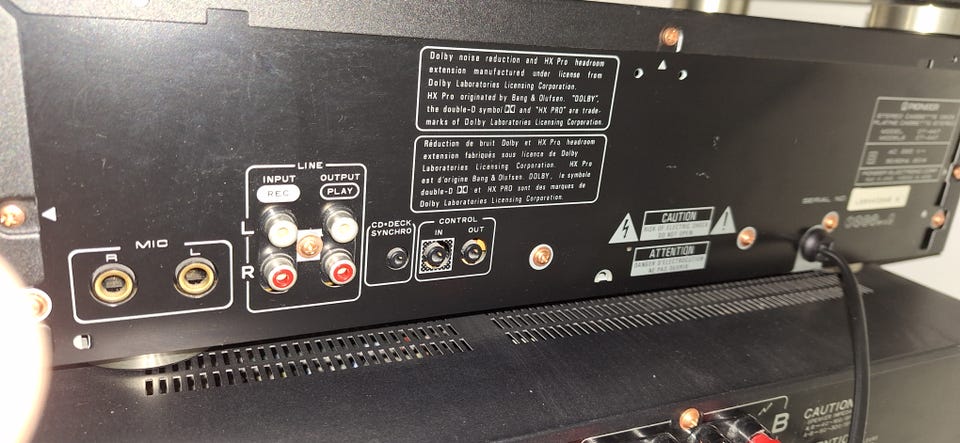 Dolby noise reduction and HX Pro headroom
extension manufactured under license from
Dolby Laboratories Licensing Corporation.
HX Pro originated by Bang & Olufsen. "DOLBY",
the double-D symbol and "HX PRO" are trade-
marks of Dolby Laboratories Licensing Corporation.
Réduction de bruit Dolby et HX Pro headroom
extension fabriqués sous licence de Dolby
Laboratories Licensing Corporation. HX Pro
est d'origine Bang & Olufsen. DOLBY, le symbole
double-D et HX PRO sont des marques de
Dolby Laboratories Licensing Corporation.
MIC
R L
LINE
INPUT OUTPUT
REC PLAY
L
R
CD•DECK
SYNCHRO
CONTROL
IN OUT
CAUTION
RISK OF ELECTRIC SHOCK
DO NOT OPEN
ATTENTION
DANGER D'ELECTROCUTION
NE PAS OUVRIR
PIONEER
STEREO CASSETTE DECK
SERIAL NO.
B
CAUTION